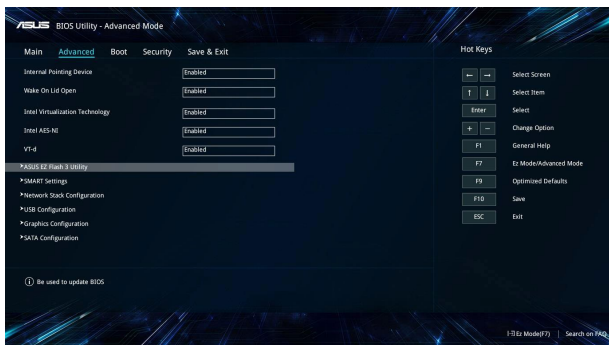 ASUS BIOS Utility - Advanced Mode
Main Advanced Boot Security Save & Exit
Internal Pointing Device Enabled
Wake On Lid Open Enabled
Intel Virtualization Technology Enabled
Intel AES-NI Enabled
VT-d Enabled
ASUS EZ Flash 3 Utility
SMART Settings
Network Stack Configuration
USB Configuration
Graphics Configuration
SATA Configuration
Be used to update BIOS
Hot Keys
← → Select Screen
↑ ↓ Select Item
Enter Select
+ - Change Option
F1 General Help
F7 Ez Mode/Advanced Mode
F9 Optimized Defaults
F10 Save
ESC Exit
Ez Mode(F7) | Search on FAQ